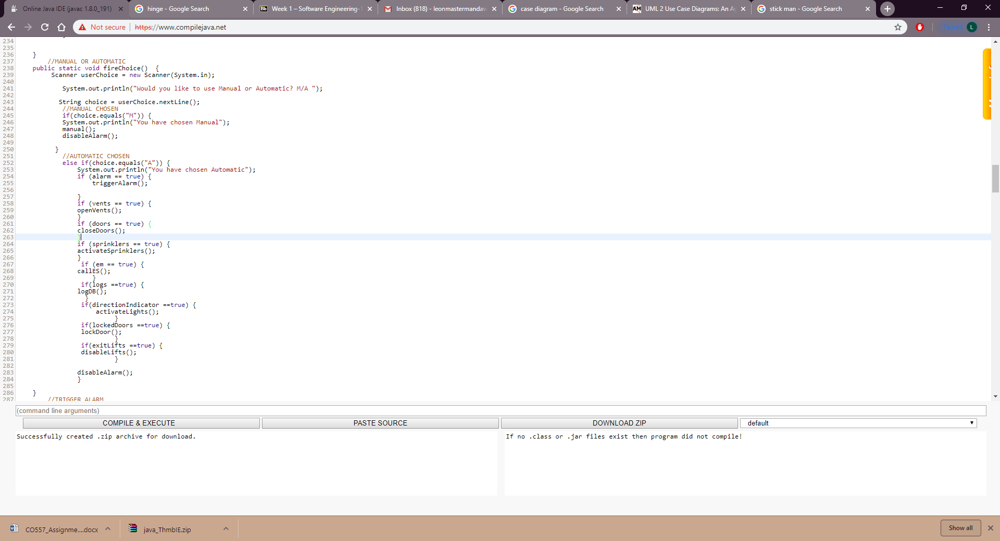 Online Java IDE (javac 1.8.0_191)
hinge - Google Search
Bb Week 1 – Software Engineering-1
Inbox (818) - leonmastermandav
case diagram - Google Search
AM UML 2 Use Case Diagrams: An Ag
stick man - Google Search
Not secure | https://www.compilejava.net
Paused L
234
235
236 }
237 //MANUAL OR AUTOMATIC
238 public static void fireChoice() {
239 Scanner userChoice = new Scanner(System.in);
240
241 System.out.println("Would you like to use Manual or Automatic? M/A ");
242
243 String choice = userChoice.nextLine();
244 //MANUAL CHOSEN
245 if(choice.equals("M")) {
246 System.out.println("You have chosen Manual");
247 manual();
248 disableAlarm();
249
250 }
251 //AUTOMATIC CHOSEN
252 else if(choice.equals("A")) {
253 System.out.println("You have chosen Automatic");
254 if (alarm == true) {
255 triggerAlarm();
256
257 }
258 if (vents == true) {
259 openVents();
260 }
261 if (doors == true) {
262 closeDoors();
263 }
264 if (sprinklers == true) {
265 activateSprinklers();
266 }
267 if (em == true) {
268 callES();
269 }
270 if(logs ==true) {
271 logDB();
272 }
273 if(directionIndicator ==true) {
274 activateLights();
275 }
276 if(lockedDoors ==true) {
277 lockDoor();
278 }
279 if(exitLifts ==true) {
280 disableLifts();
281 }
282
283 disableAlarm();
284 }
285
286 }
287 //TRIGGER ALARM
(command line arguments)
COMPILE & EXECUTE
PASTE SOURCE
DOWNLOAD ZIP
default
Successfully created .zip archive for download.
If no .class or .jar files exist then program did not compile!
CO557_Assignme....docx
java_ThmbIE.zip
Show all